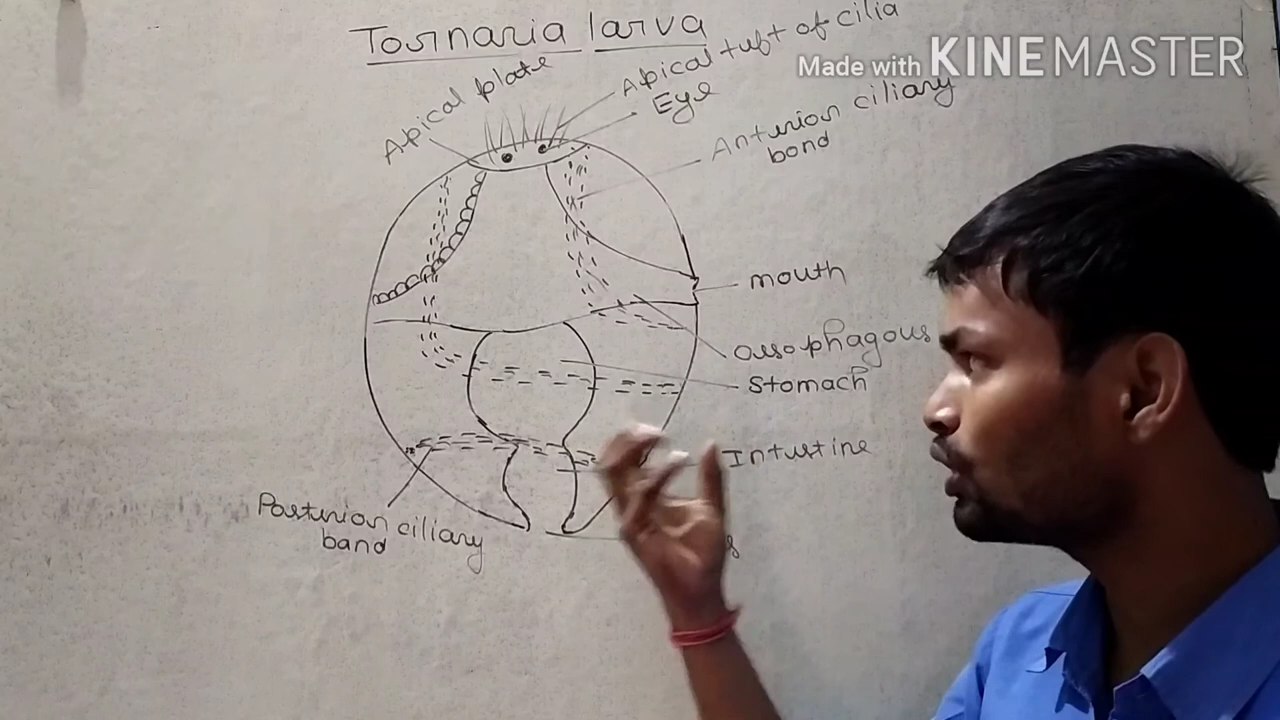 Tornaria larva
Apical plate
Apical tuft of cilia
Made with KINEMASTER
Eye
Anterior ciliary
bond
mouth
Oesophagous
Stomach
Intestine
Posterior ciliary
band